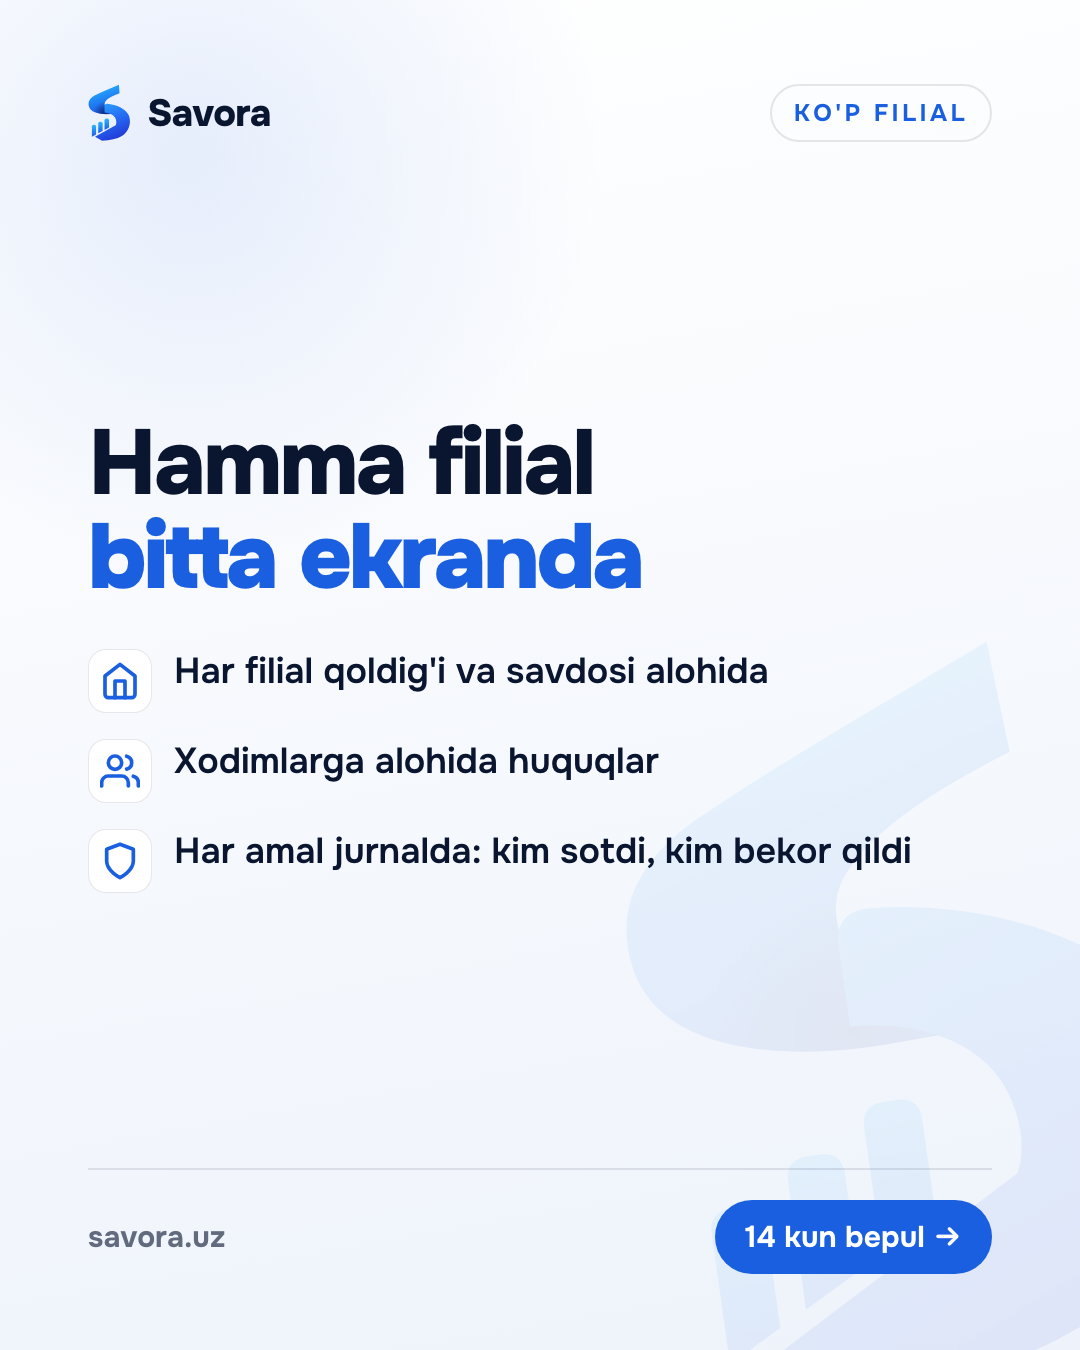 Savora
KO'P FILIAL
Hamma filial
bitta ekranda
Har filial qoldig'i va savdosi alohida
Xodimlarga alohida huquqlar
Har amal jurnalda: kim sotdi, kim bekor qildi
savora.uz
14 kun bepul →